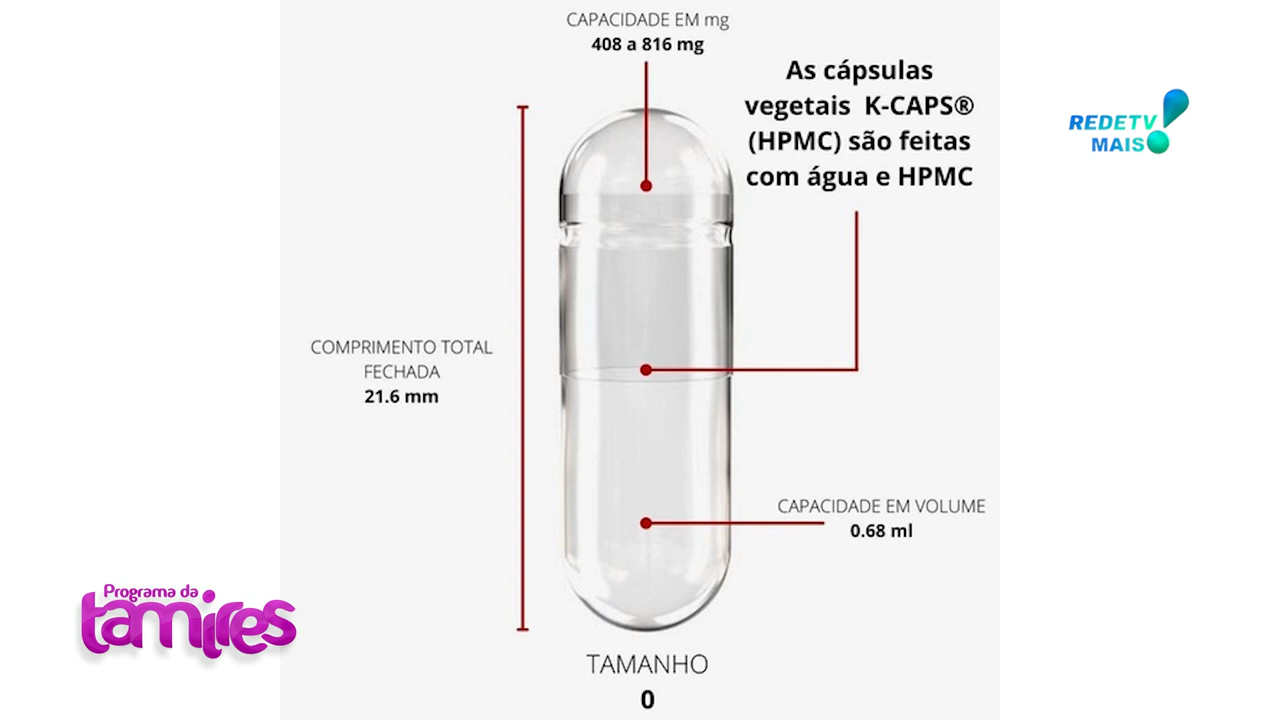 CAPACIDADE EM mg
408 a 816 mg
As cápsulas
vegetais K-CAPS®
(HPMC) são feitas
com água e HPMC
REDETV
MAIS
COMPRIMENTO TOTAL
FECHADA
21.6 mm
CAPACIDADE EM VOLUME
0.68 ml
Programa da
tamires
TAMANHO
0